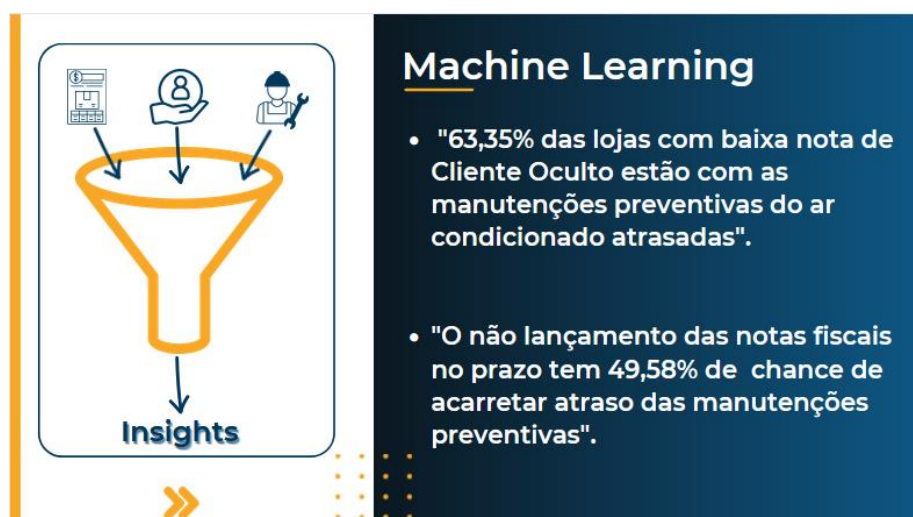 Insights
Machine Learning
• "63,35% das lojas com baixa nota de
Cliente Oculto estão com as
manutenções preventivas do ar
condicionado atrasadas".
• "O não lançamento das notas fiscais
no prazo tem 49,58% de chance de
acarretar atraso das manutenções
preventivas".